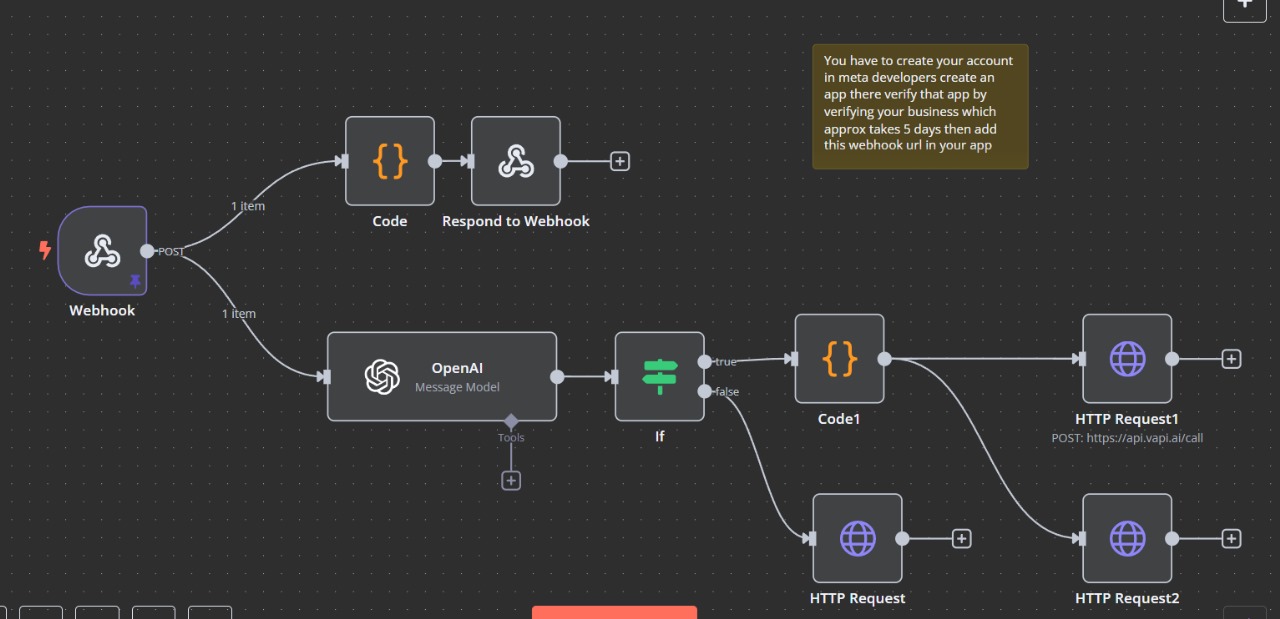 You have to create your account
in meta developers create an
app there verify that app by
verifying your business which
approx takes 5 days then add
this webhook url in your app
Code
Respond to Webhook
1 item
POST
Webhook
1 item
OpenAI
Message Model
Tools
If
true
false
Code1
HTTP Request1
POST: https://api.vapi.ai/call
HTTP Request
HTTP Request2